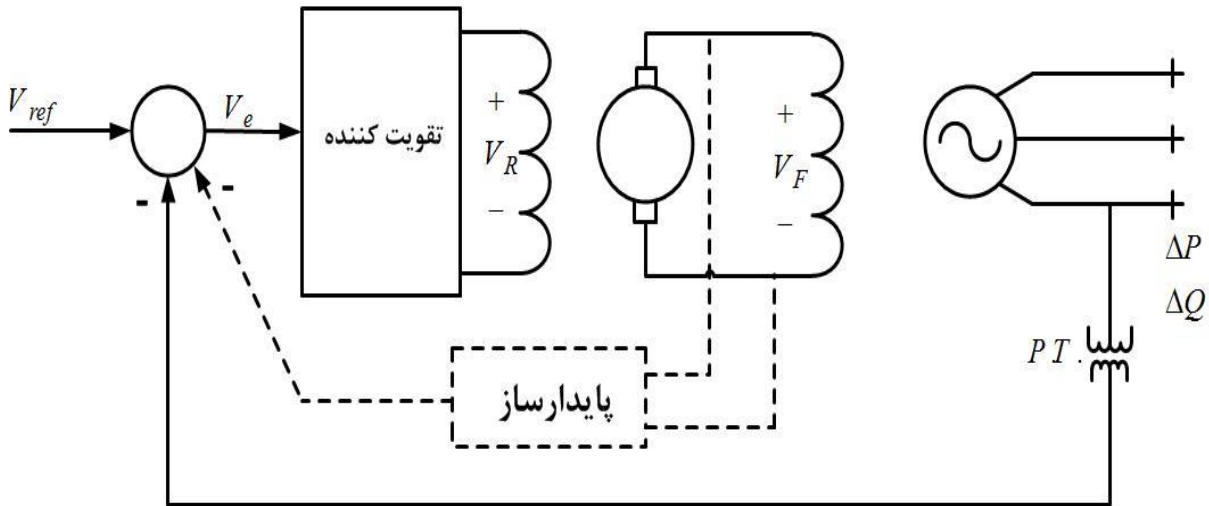 V_ref
V_e
تقویت کننده
+
V_R
−
+
V_F
−
ΔP
ΔQ
P.T.
-
-
پایدارساز